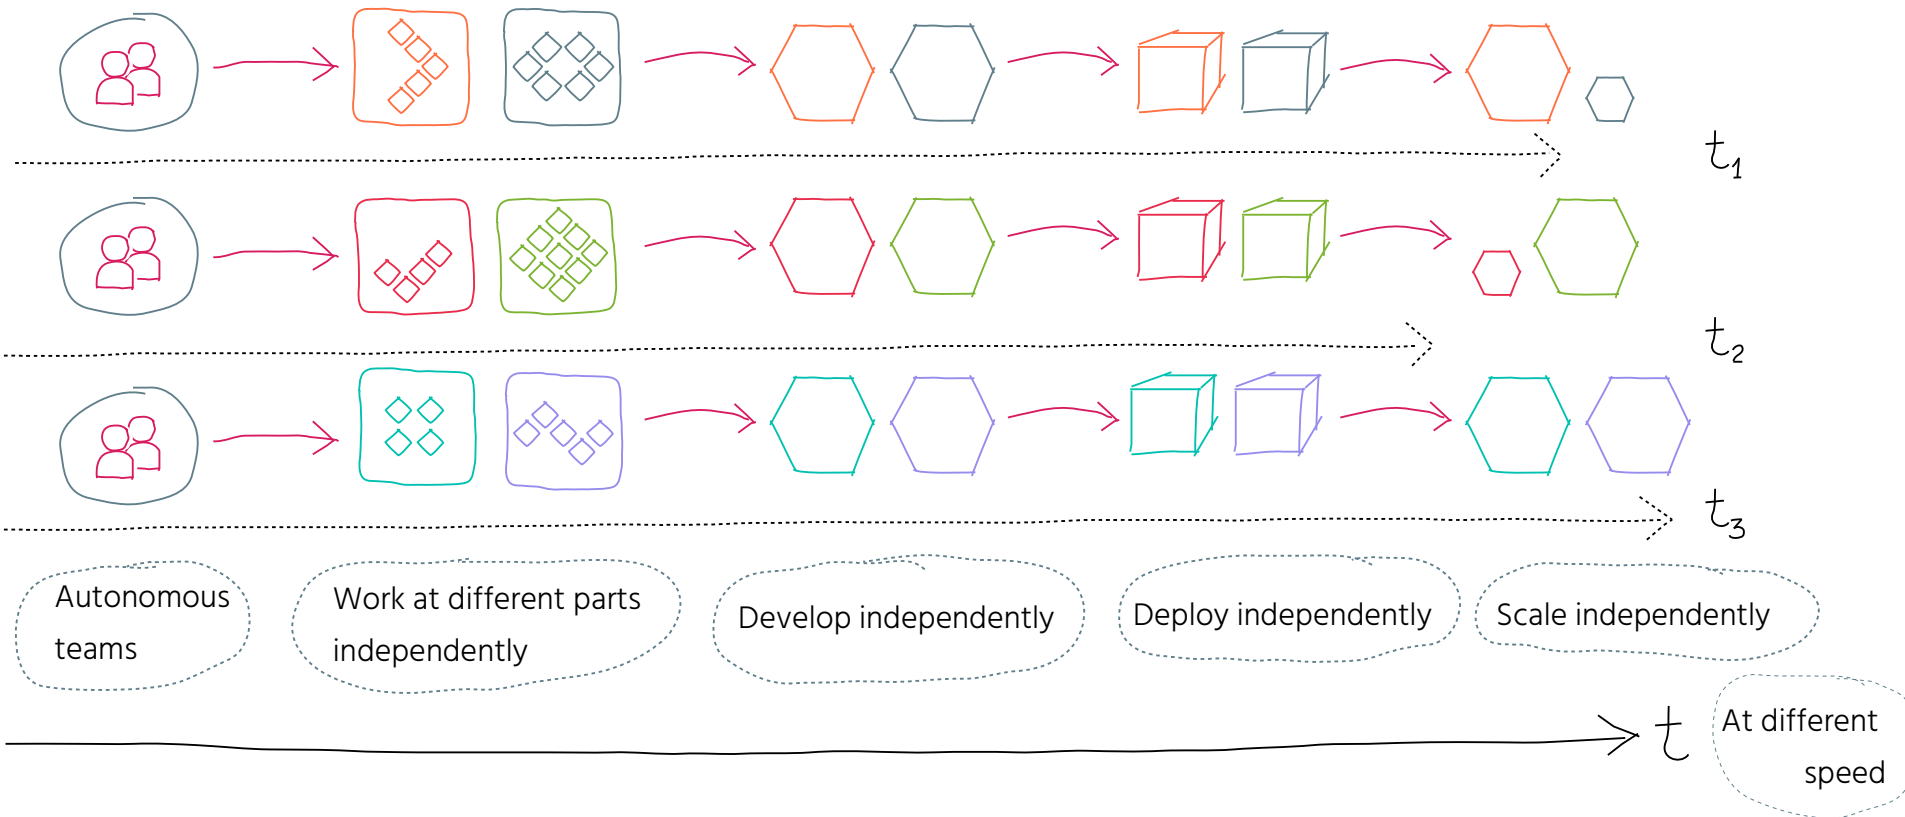 t1
t2
t3
Autonomous
teams
Work at different parts
independently
Develop independently
Deploy independently
Scale independently
t
At different
speed